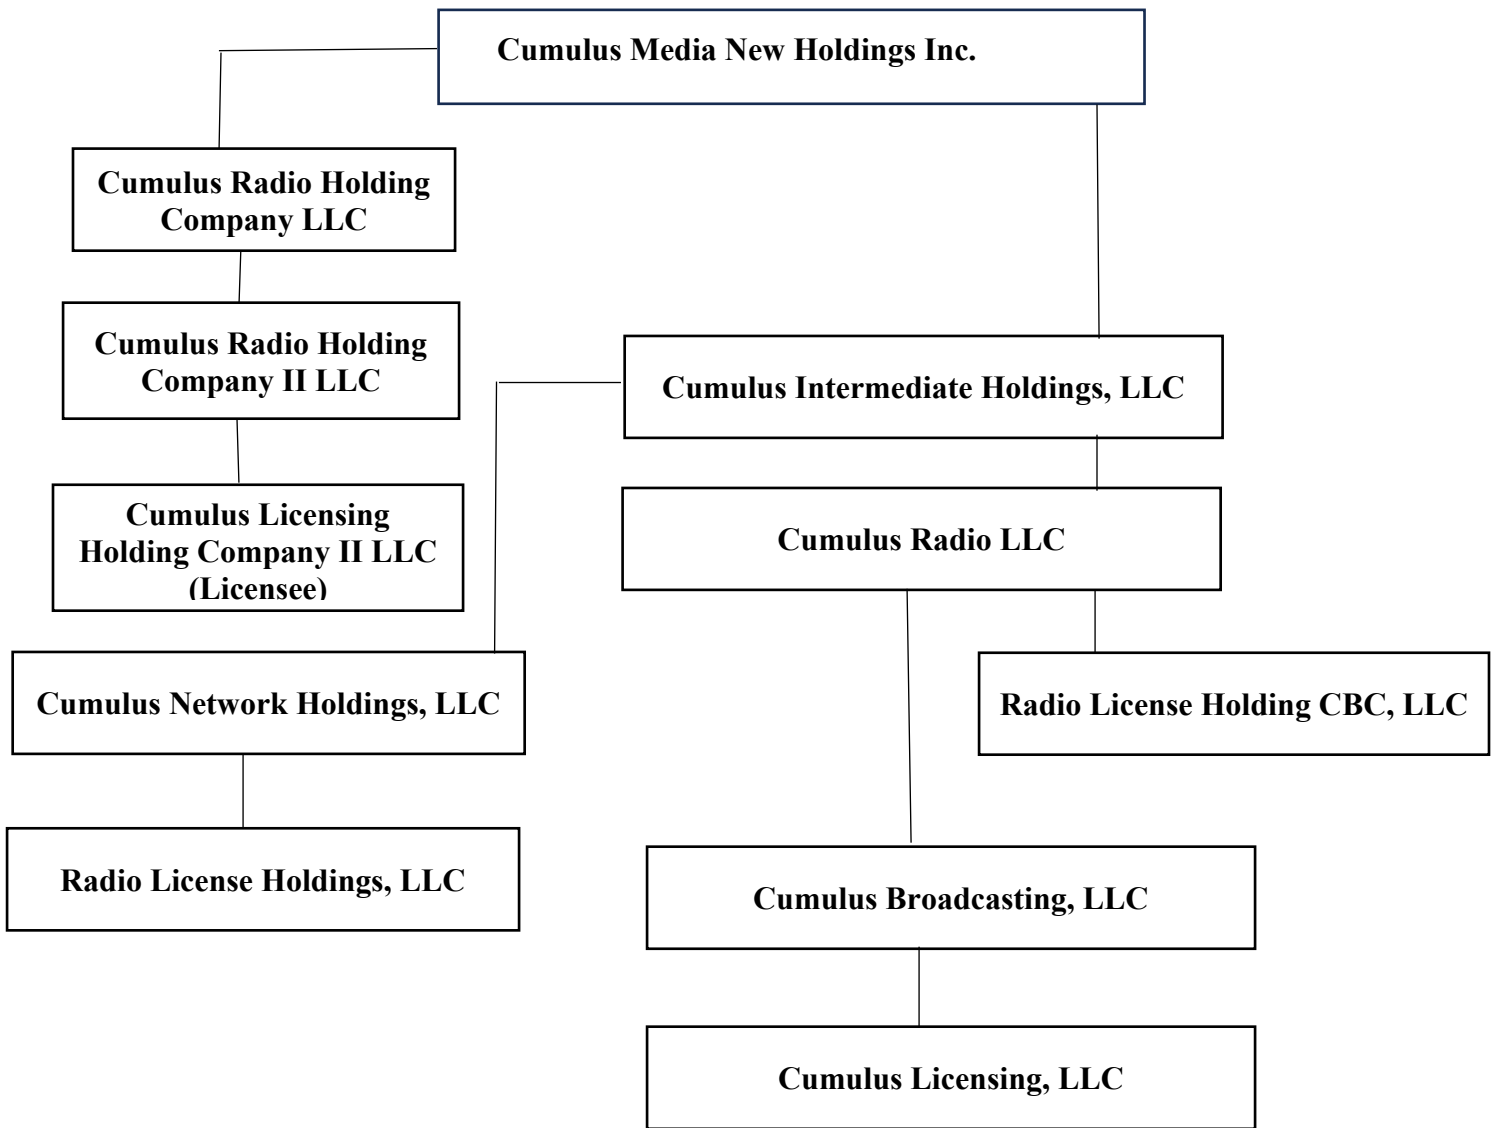 Cumulus Media New Holdings Inc.
Cumulus Radio Holding
Company LLC
Cumulus Radio Holding
Company II LLC
Cumulus Intermediate Holdings, LLC
Cumulus Licensing
Holding Company II LLC
(Licensee)
Cumulus Radio LLC
Cumulus Network Holdings, LLC
Radio License Holding CBC, LLC
Radio License Holdings, LLC
Cumulus Broadcasting, LLC
Cumulus Licensing, LLC